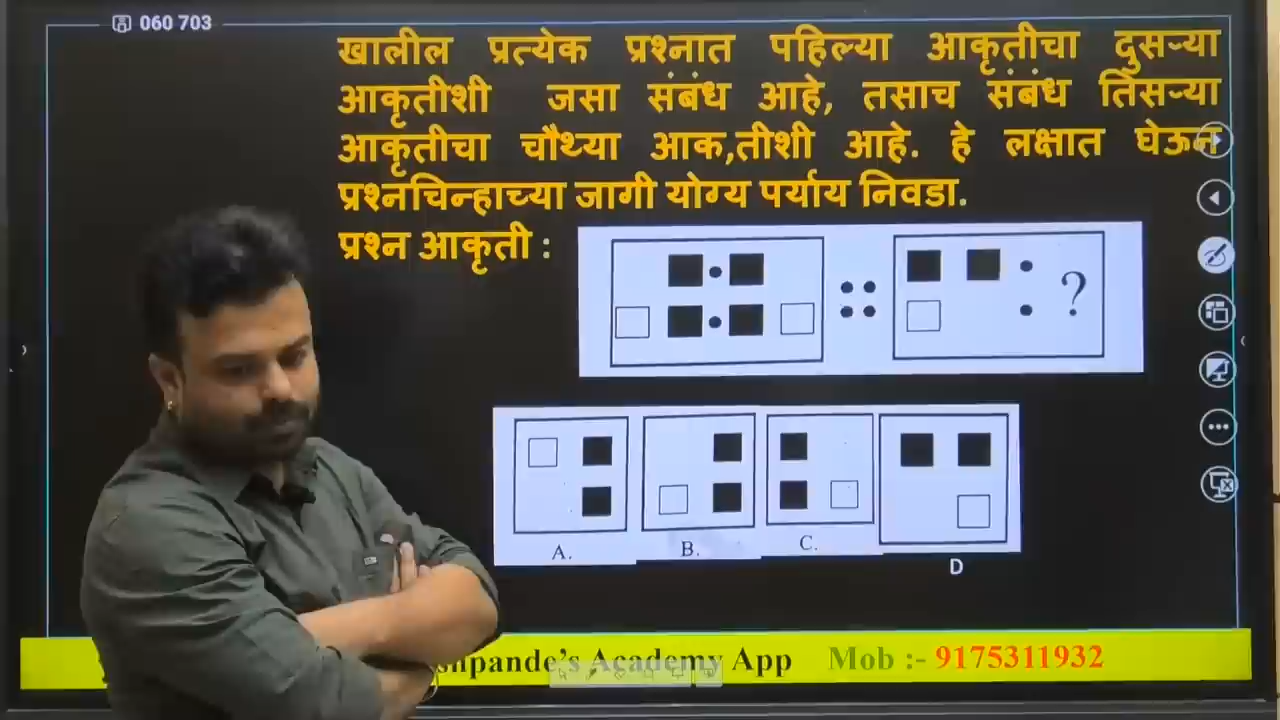 060 703
खालील प्रत्येक प्रश्नात पहिल्या आकृतीचा दुसऱ्या
आकृतीशी जसा संबंध आहे, तसाच संबंध तिसऱ्या
आकृतीचा चौथ्या आक,तीशी आहे. हे लक्षात घेऊन
प्रश्नचिन्हाच्या जागी योग्य पर्याय निवडा.
प्रश्न आकृती :
?
A. B. C. D
Academy App Mob :- 9175311932